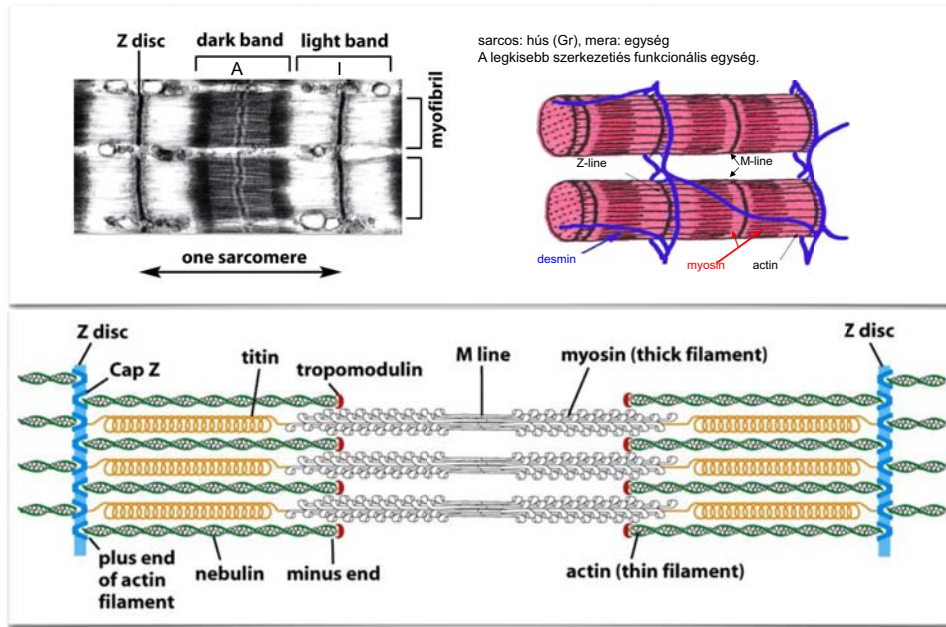 Z disc
dark band
light band
A
I
myofibril
one sarcomere
sarcos: hús (Gr), mera: egység
A legkisebb szerkezetiés funkcionális egység.
Z-line
M-line
desmin
myosin
actin
Z disc
Cap Z
titin
tropomodulin
M line
myosin (thick filament)
Z disc
plus end
of actin
filament
nebulin
minus end
actin (thin filament)